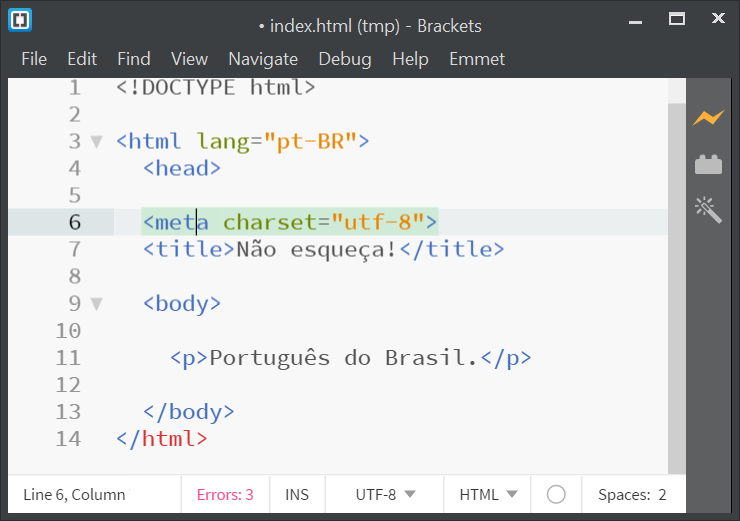 • index.html (tmp) - Brackets
File Edit Find View Navigate Debug Help Emmet
1 <!DOCTYPE html>
2
3 <html lang="pt-BR">
4 <head>
5
6 <meta charset="utf-8">
7 <title>Não esqueça!</title>
8
9 <body>
10
11 <p>Português do Brasil.</p>
12
13 </body>
14 </html>
Line 6, Column Errors: 3 INS UTF-8 HTML Spaces: 2